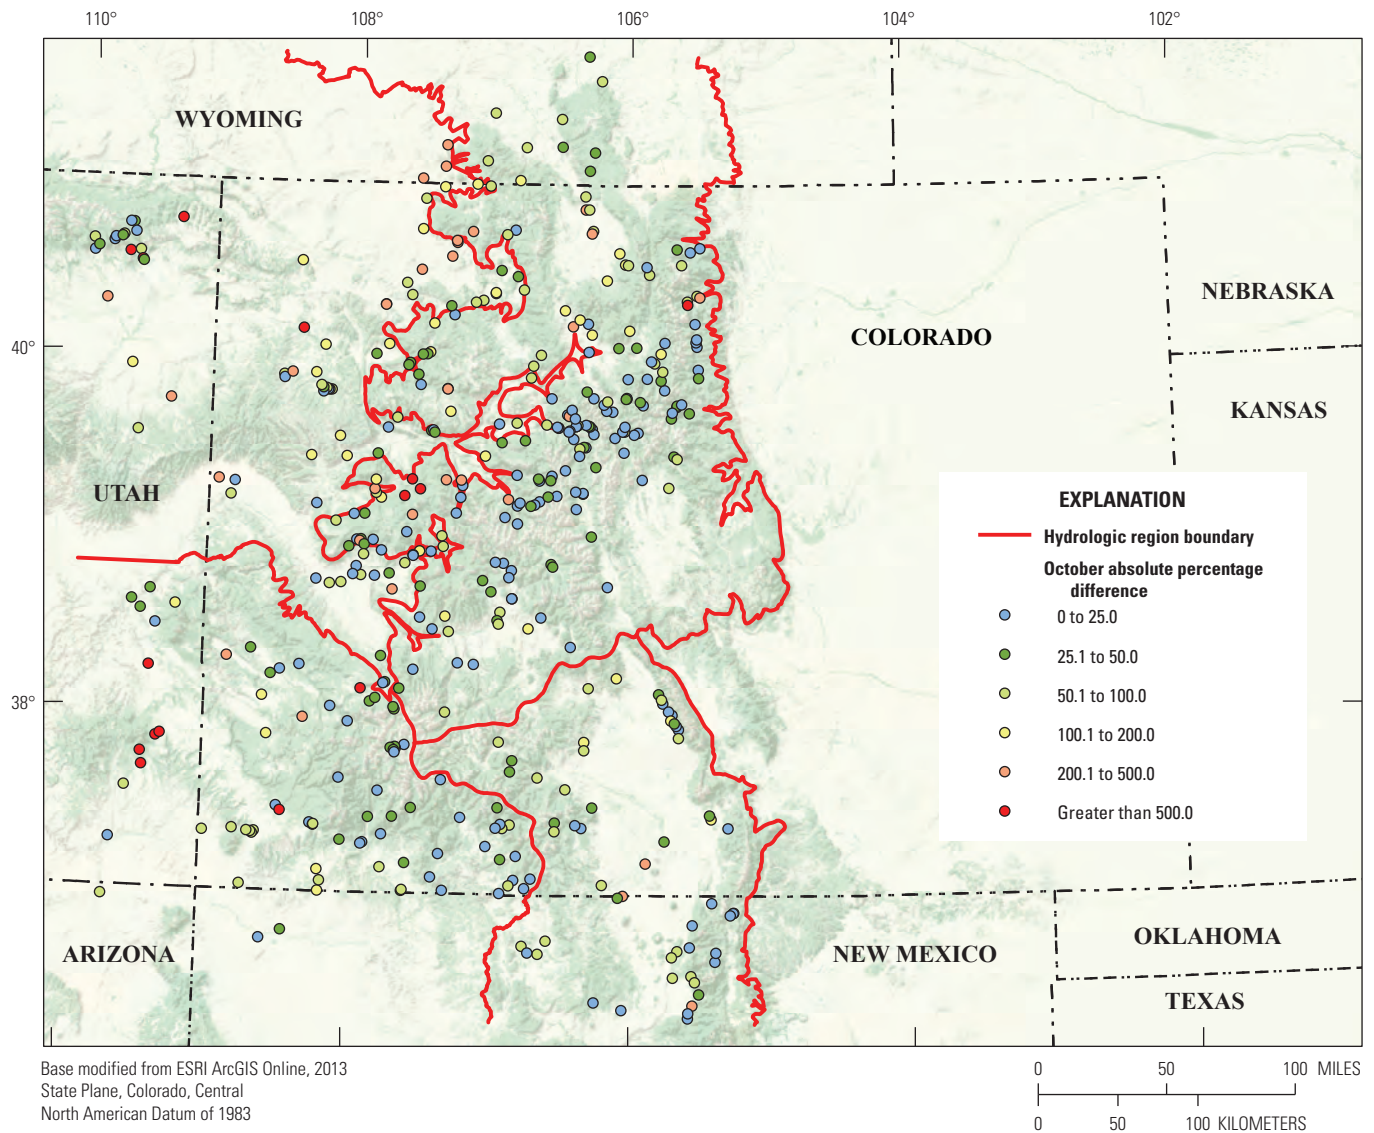 110°
108°
106°
104°
102°
WYOMING
NEBRASKA
40°
COLORADO
KANSAS
UTAH
EXPLANATION
Hydrologic region boundary
October absolute percentage
difference
0 to 25.0
25.1 to 50.0
50.1 to 100.0
100.1 to 200.0
200.1 to 500.0
Greater than 500.0
38°
ARIZONA
NEW MEXICO
OKLAHOMA
TEXAS
Base modified from ESRI ArcGIS Online, 2013
State Plane, Colorado, Central
North American Datum of 1983
0 50 100 MILES
0 50 100 KILOMETERS